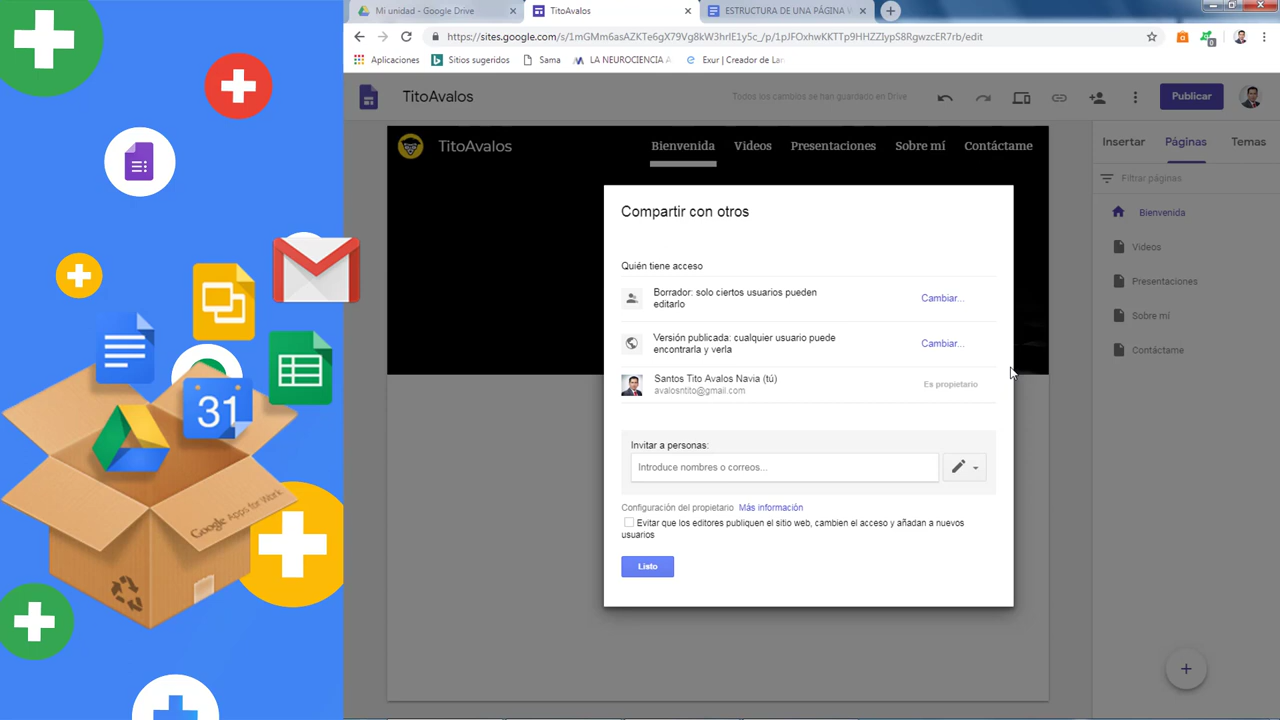 Mi unidad - Google Drive
TitoAvalos
ESTRUCTURA DE UNA PÁGINA
https://sites.google.com/s/1mGMm6asAZKTe6gX79Vg8kW3hrIE1y5c_/p/1pJFOxhwKKTTp9HHZZIypS8RgwzcER7rb/edit
Aplicaciones
Sitios sugeridos
Sama
LA NEUROCIENCIA
Exur | Creador de Lan
TitoAvalos
Todos los cambios se han guardado en Drive
Publicar
TitoAvalos
Bienvenida
Videos
Presentaciones
Sobre mí
Contáctame
Insertar
Páginas
Temas
Filtrar páginas
Bienvenida
Videos
Presentaciones
Sobre mí
Contáctame
Compartir con otros
Quién tiene acceso
Borrador: solo ciertos usuarios pueden
editarlo
Cambiar...
Versión publicada: cualquier usuario puede
encontrarla y verla
Cambiar...
Santos Tito Avalos Navia (tú)
avalosntito@gmail.com
Es propietario
Invitar a personas:
Introduce nombres o correos...
Configuración del propietario Más información
Evitar que los editores publiquen el sitio web, cambien el acceso y añadan a nuevos
usuarios
Listo
31
Google Apps for Work